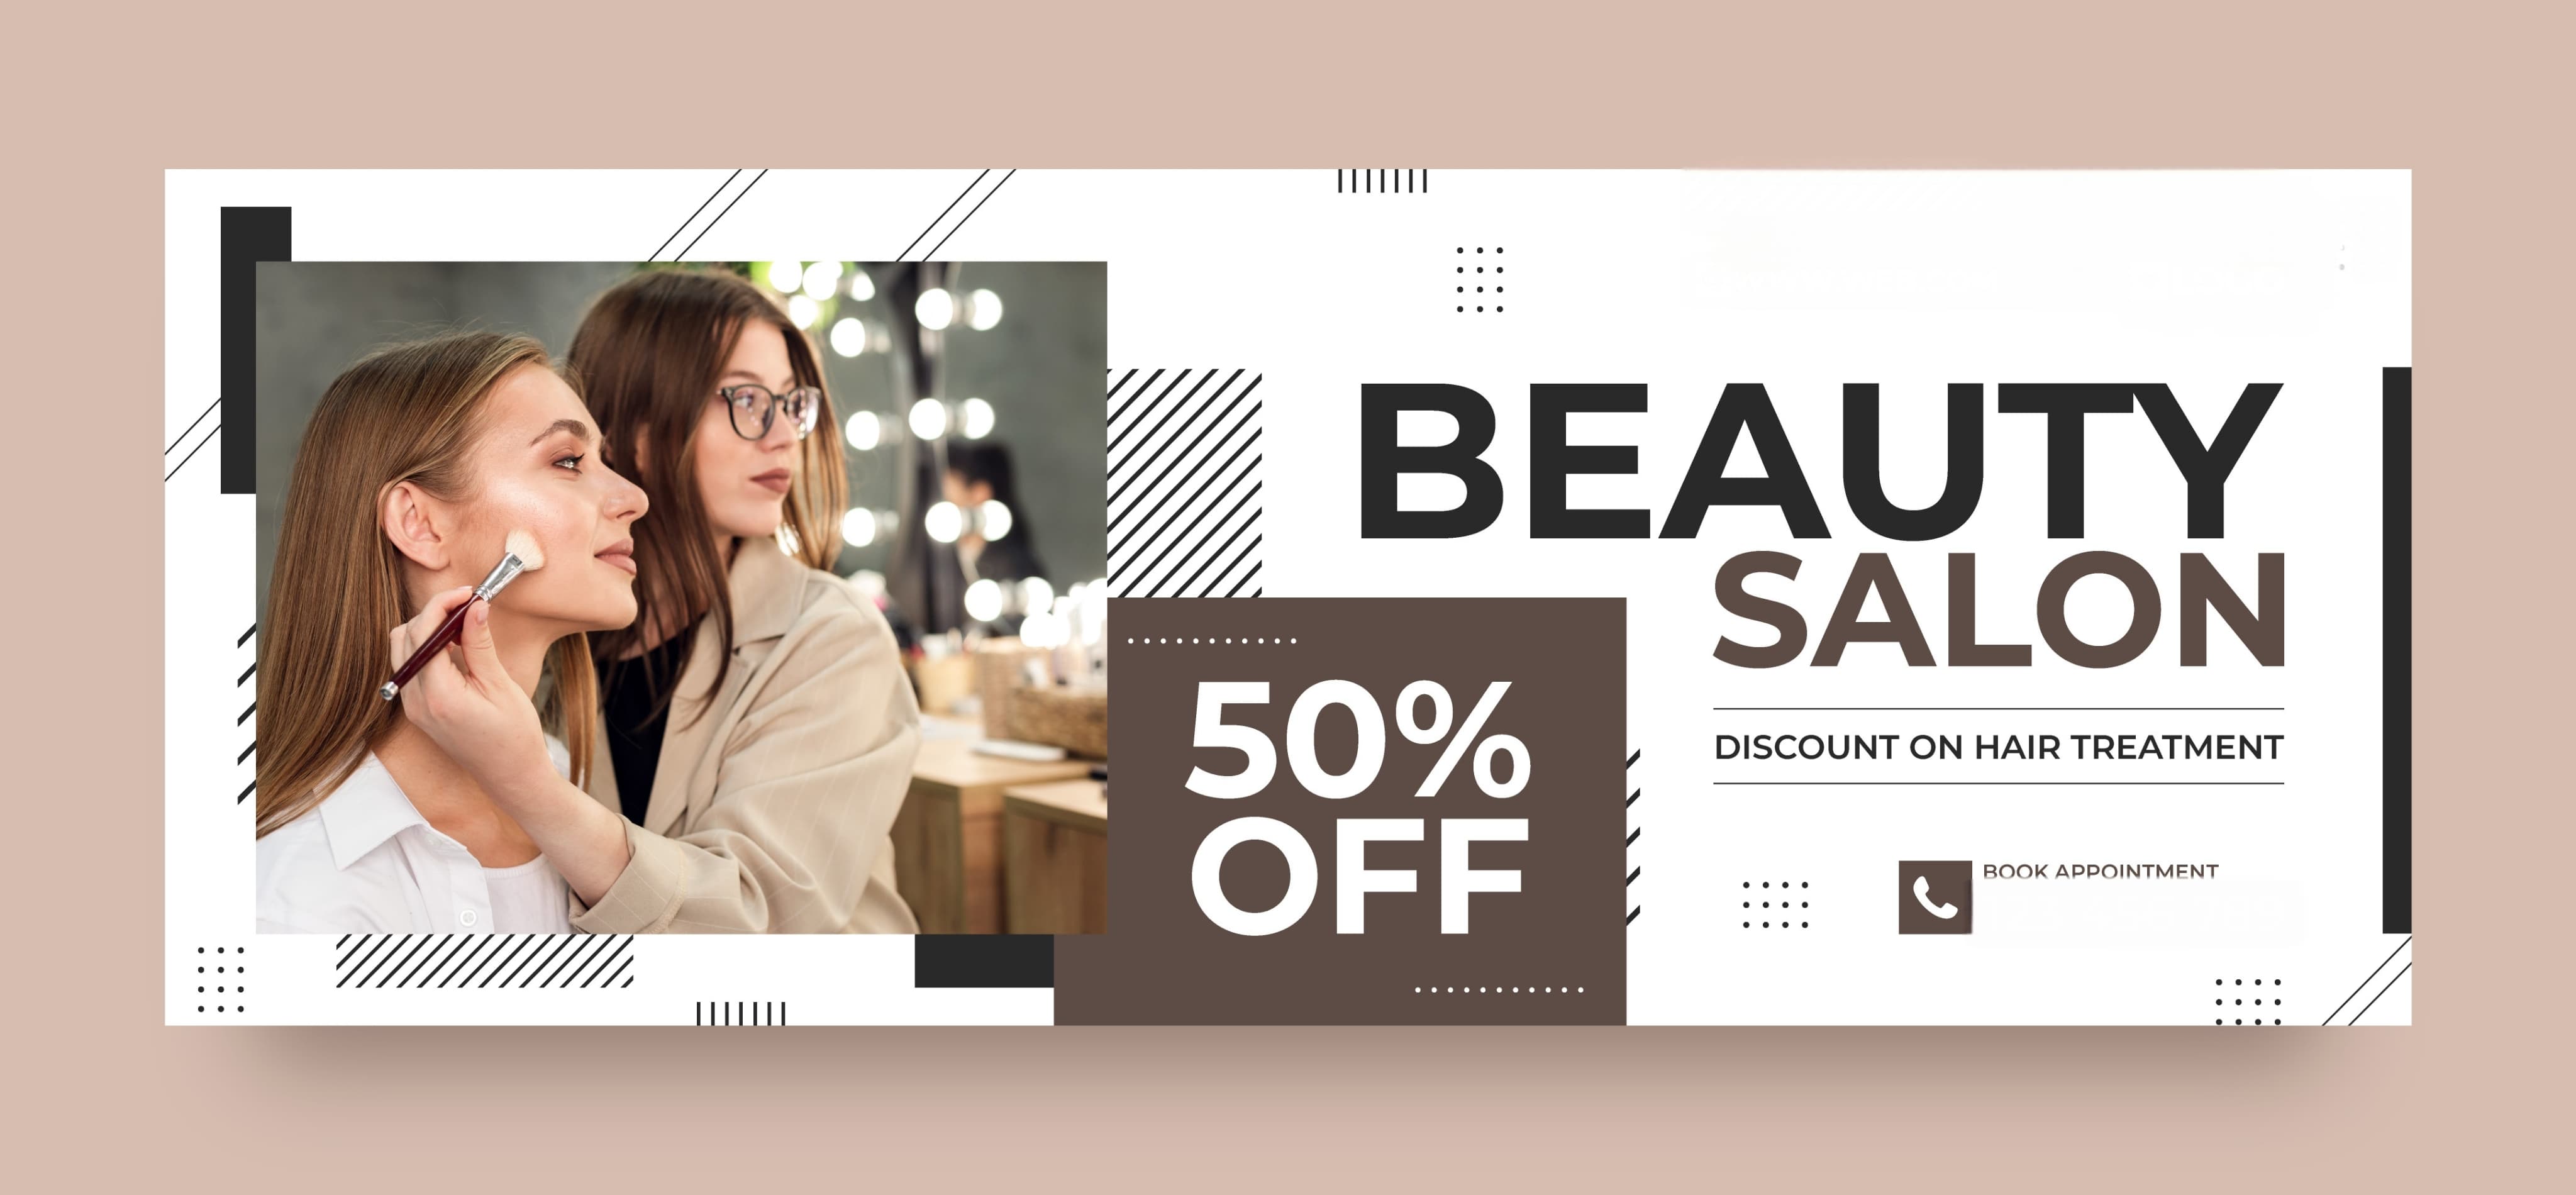 BEAUTY
SALON
50%
OFF
DISCOUNT ON HAIR TREATMENT
BOOK APPOINTMENT